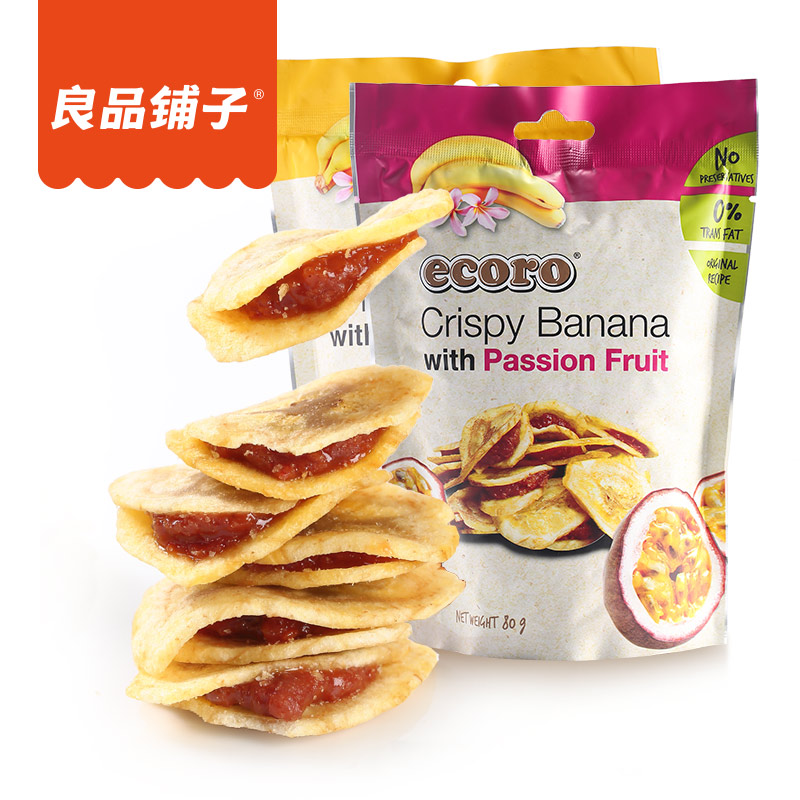 良品铺子®
ecoro®
Crispy Banana
with Passion Fruit
No
PRESERVATIVES
0%
TRANS FAT
ORIGINAL
RECIPE
NET WEIGHT 80 g
with